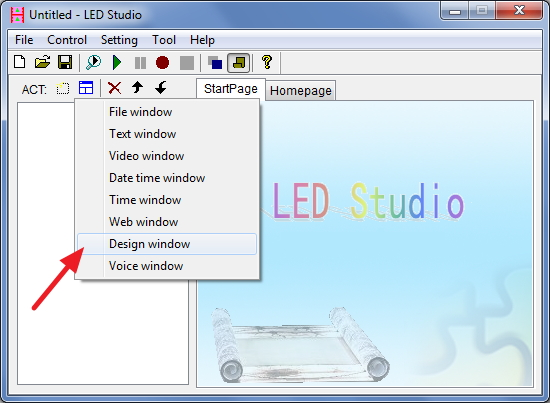 Untitled - LED Studio
File Control Setting Tool Help
ACT:
StartPage Homepage
File window
Text window
Video window
Date time window
Time window
Web window
Design window
Voice window
LED Studio